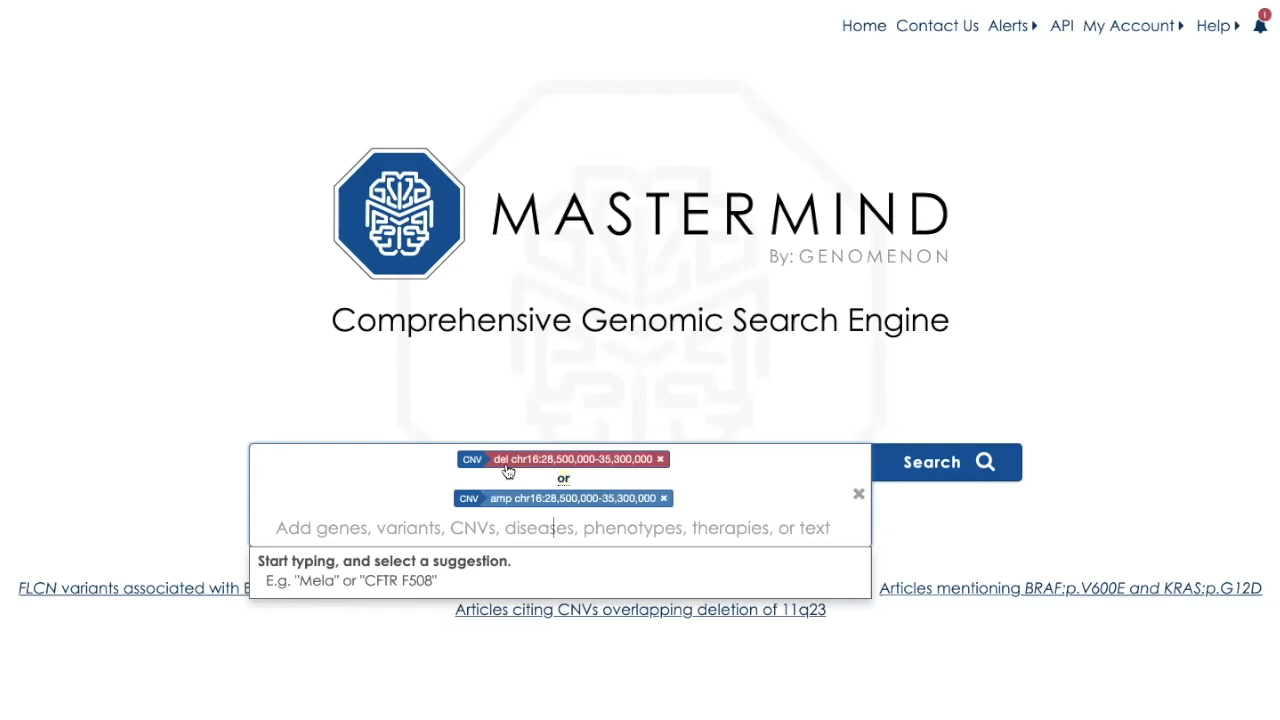 Home Contact Us Alerts API My Account Help
MASTERMIND
By: GENOMENON
Comprehensive Genomic Search Engine
CNV del chr16:28,500,000-35,300,000 ×
or
CNV amp chr16:28,500,000-35,300,000 ×
Search
Add genes, variants, CNVs, diseases, phenotypes, therapies, or text
Start typing, and select a suggestion.
E.g. "Mela" or "CFTR F508"
FLCN variants associated with
Articles mentioning BRAF:p.V600E and KRAS:p.G12D
Articles citing CNVs overlapping deletion of 11q23